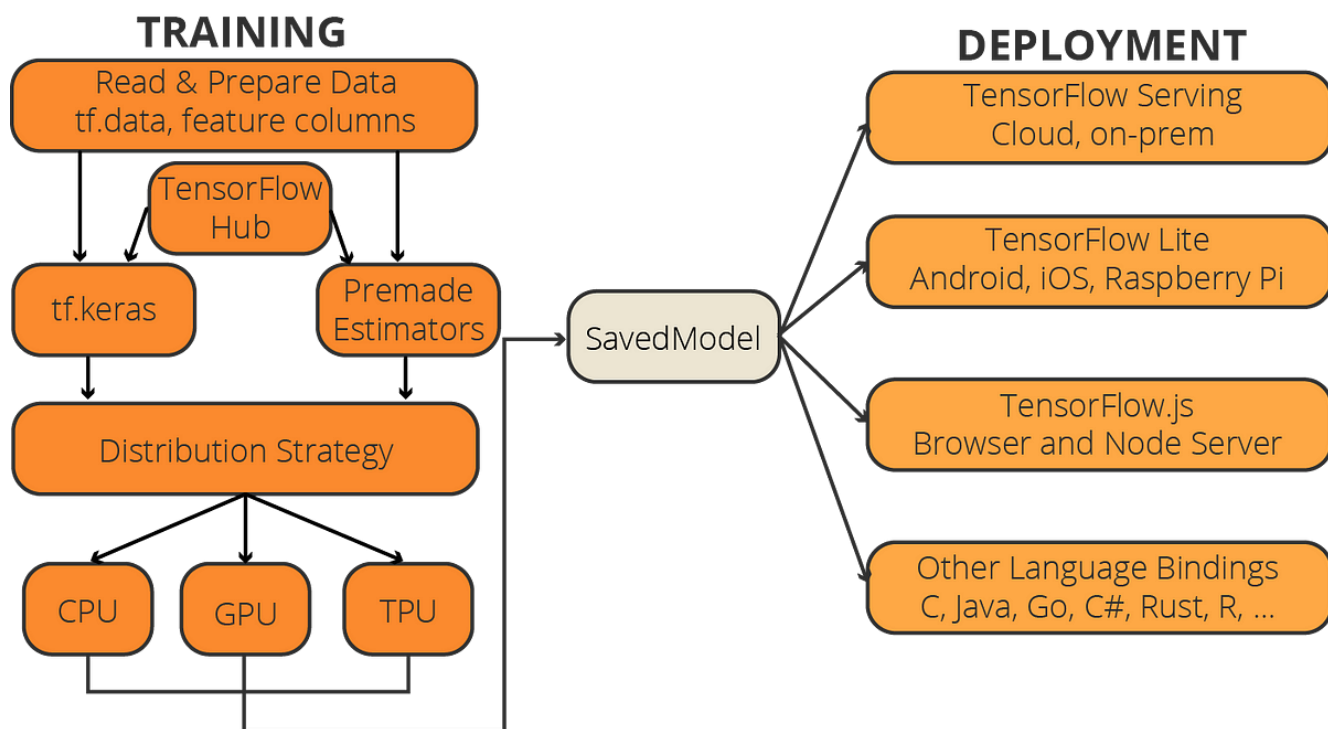 TRAINING
Read & Prepare Data
tf.data, feature columns
TensorFlow
Hub
tf.keras
Premade
Estimators
Distribution Strategy
CPU
GPU
TPU
SavedModel
DEPLOYMENT
TensorFlow Serving
Cloud, on-prem
TensorFlow Lite
Android, iOS, Raspberry Pi
TensorFlow.js
Browser and Node Server
Other Language Bindings
C, Java, Go, C#, Rust, R, ...